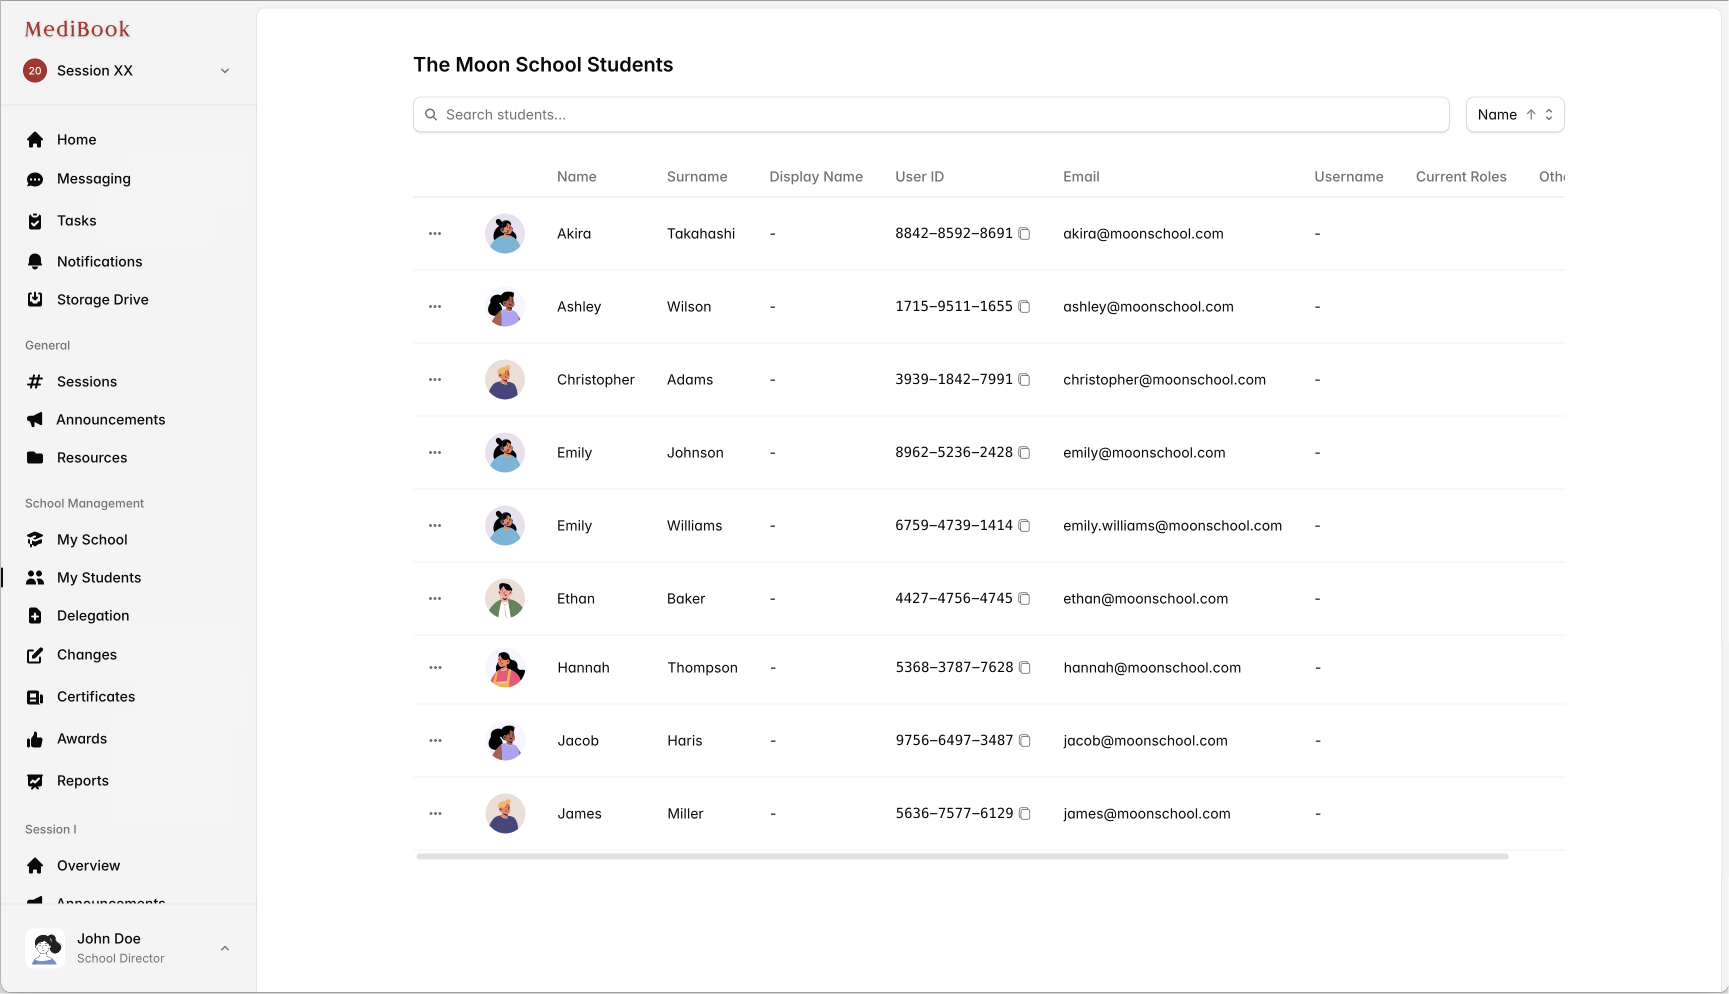 MediBook
20 Session XX
Home
Messaging
Tasks
Notifications
Storage Drive
General
Sessions
Announcements
Resources
School Management
My School
My Students
Delegation
Changes
Certificates
Awards
Reports
Session I
Overview
Announcements
John Doe
School Director
The Moon School Students
Search students...
Name
Name Surname Display Name User ID Email Username Current Roles Othe
Akira Takahashi - 8842–8592–8691 akira@moonschool.com -
Ashley Wilson - 1715–9511–1655 ashley@moonschool.com -
Christopher Adams - 3939–1842–7991 christopher@moonschool.com -
Emily Johnson - 8962–5236–2428 emily@moonschool.com -
Emily Williams - 6759–4739–1414 emily.williams@moonschool.com -
Ethan Baker - 4427–4756–4745 ethan@moonschool.com -
Hannah Thompson - 5368–3787–7628 hannah@moonschool.com -
Jacob Haris - 9756–6497–3487 jacob@moonschool.com -
James Miller - 5636–7577–6129 james@moonschool.com -